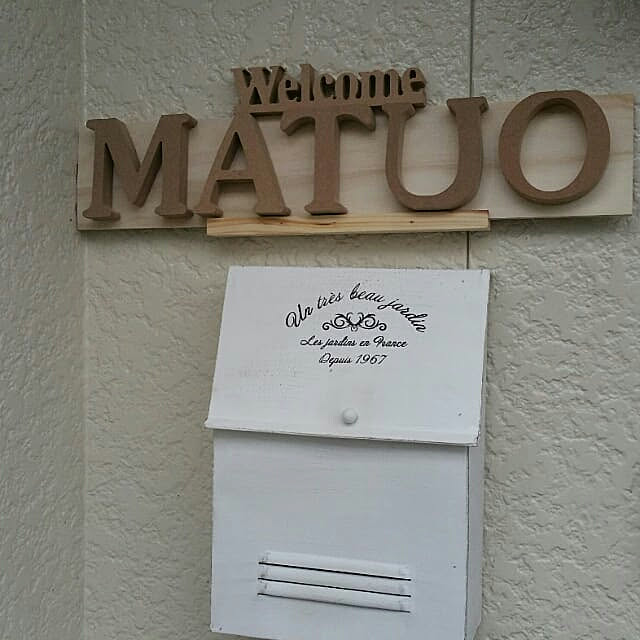 Welcome
MATUO
Un très beau jardin
Les jardins en France
Depuis 1967